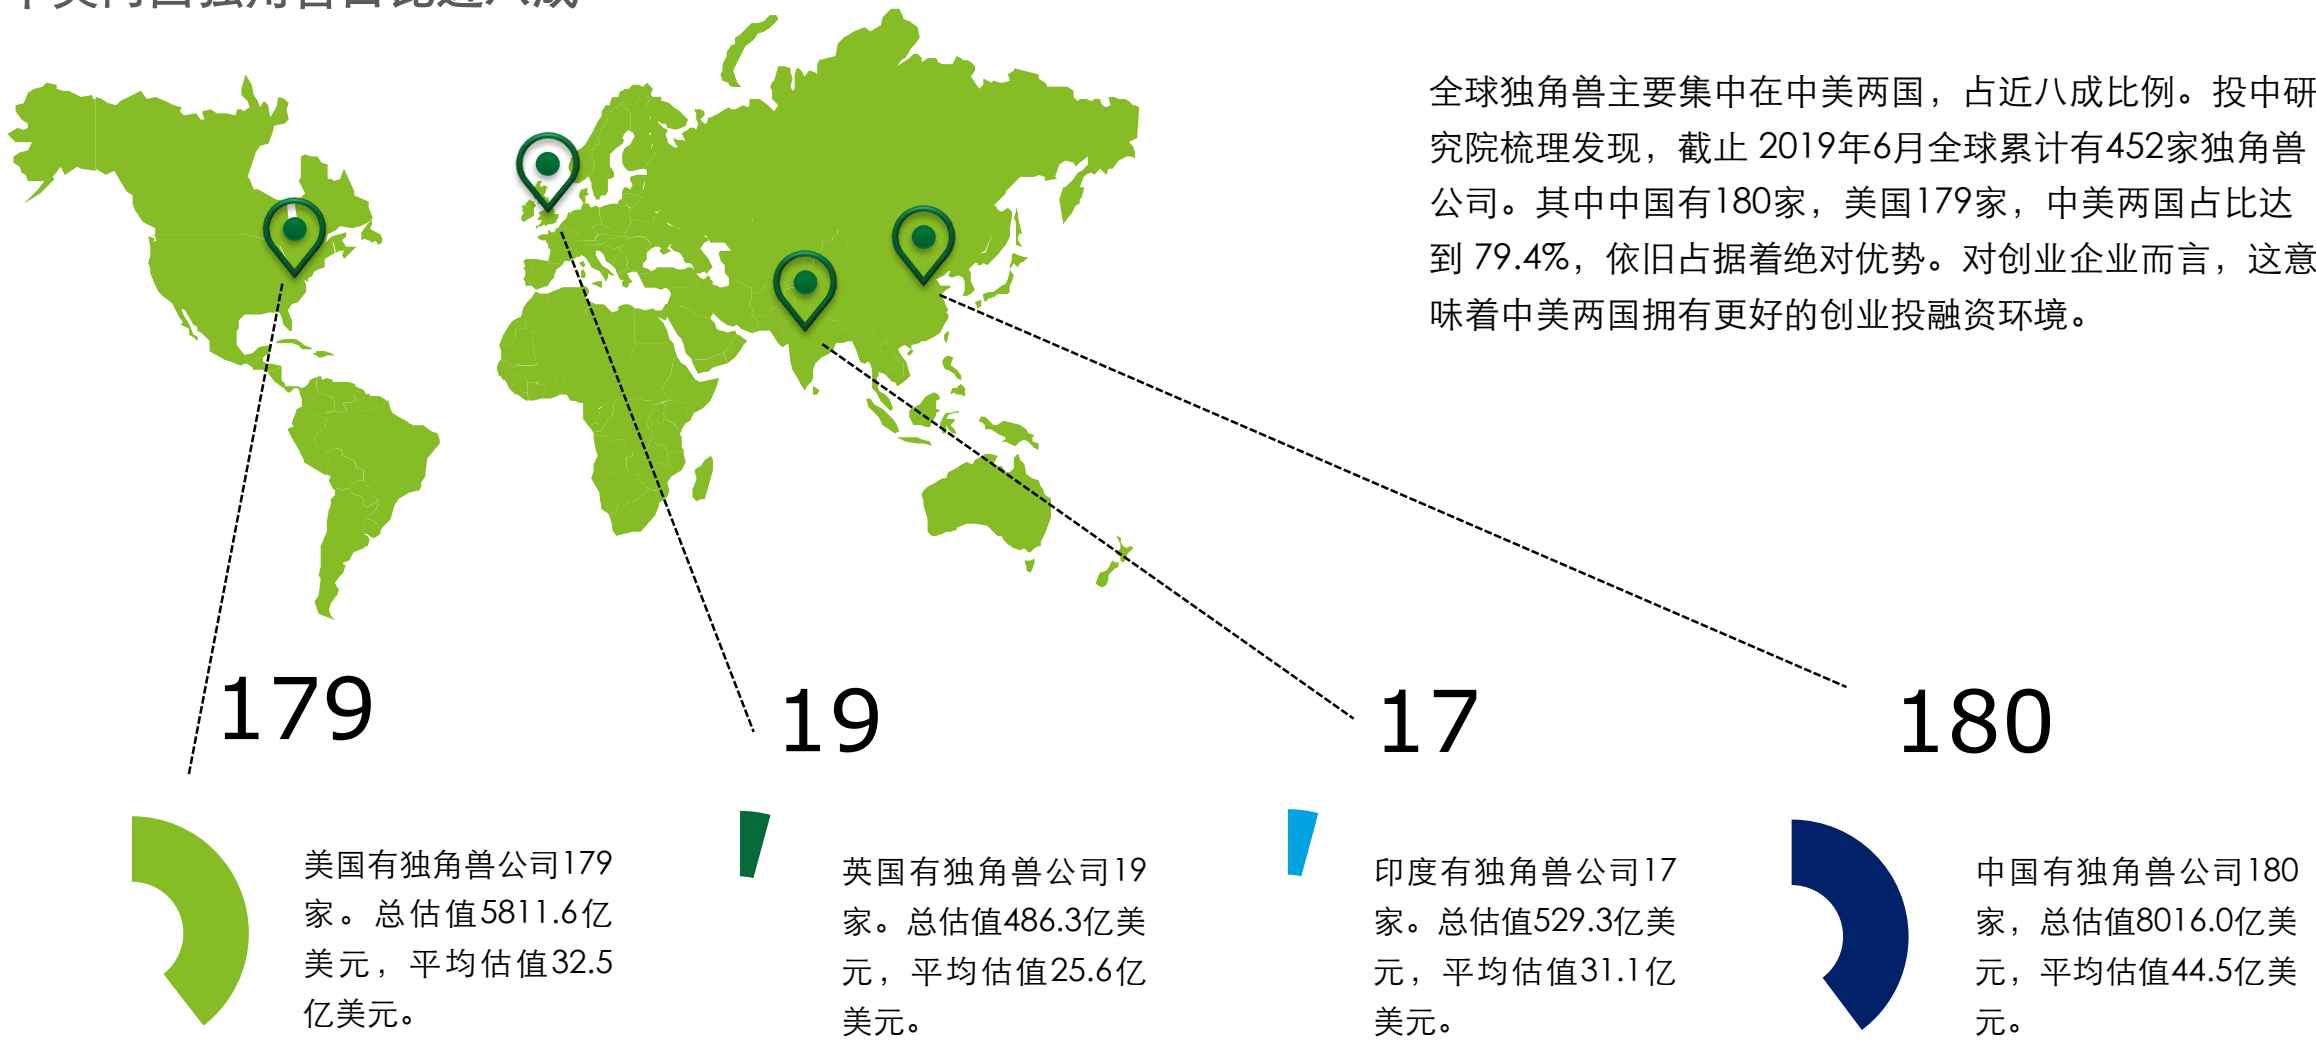 中美两国独角兽占比近八成
全球独角兽主要集中在中美两国，占近八成比例。投中研
究院梳理发现，截止 2019年6月全球累计有452家独角兽
公司。其中中国有180家，美国179家，中美两国占比达
到 79.4%，依旧占据着绝对优势。对创业企业而言，这意
味着中美两国拥有更好的创业投融资环境。
179
19
17
180
美国有独角兽公司179
家。总估值5811.6亿
美元，平均估值32.5
亿美元。
英国有独角兽公司19
家。总估值486.3亿美
元，平均估值25.6亿
美元。
印度有独角兽公司17
家。总估值529.3亿美
元，平均估值31.1亿
美元。
中国有独角兽公司180
家，总估值8016.0亿美
元，平均估值44.5亿美
元。